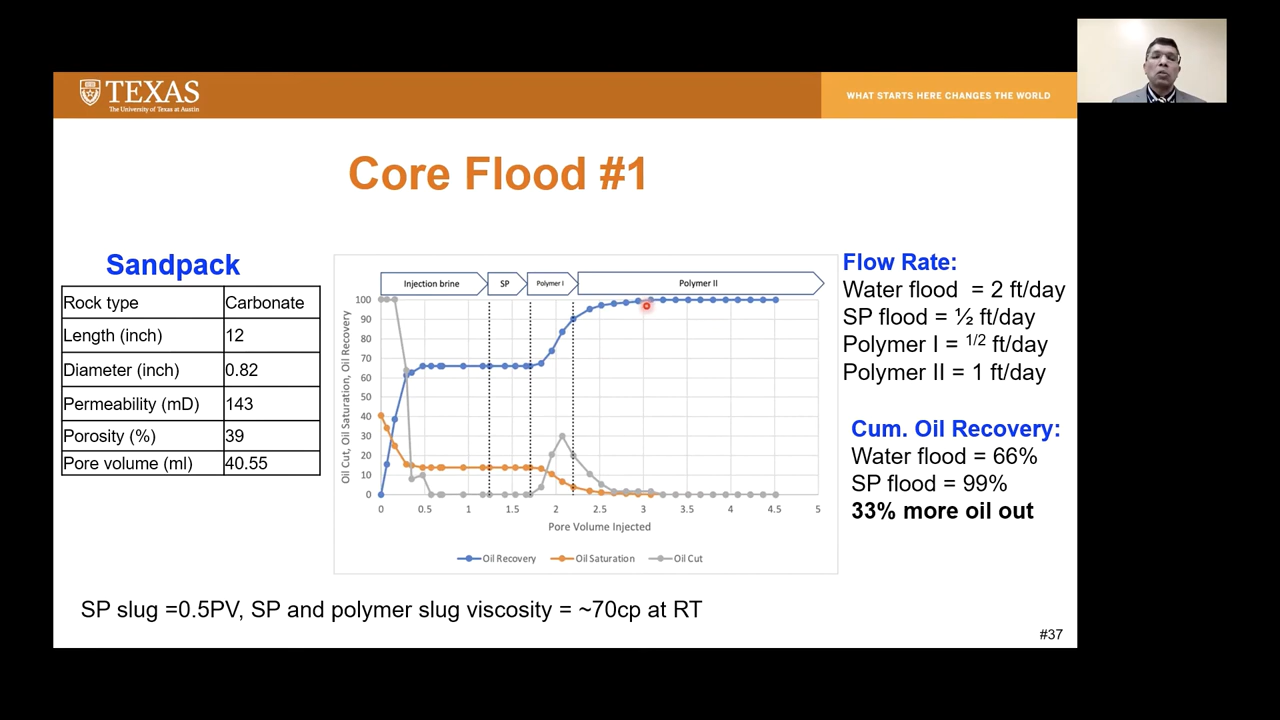 TEXAS
The University of Texas at Austin
WHAT STARTS HERE CHANGES THE WORLD
Core Flood #1
Sandpack
Rock type Carbonate
Length (inch) 12
Diameter (inch) 0.82
Permeability (mD) 143
Porosity (%) 39
Pore volume (ml) 40.55
Injection brine SP Polymer I Polymer II
100
90
80
70
60
50
40
30
20
10
0
Oil Cut, Oil Saturation, Oil Recovery
0 0.5 1 1.5 2 2.5 3 3.5 4 4.5 5
Pore Volume Injected
Oil Recovery Oil Saturation Oil Cut
Flow Rate:
Water flood = 2 ft/day
SP flood = ½ ft/day
Polymer I = 1/2 ft/day
Polymer II = 1 ft/day
Cum. Oil Recovery:
Water flood = 66%
SP flood = 99%
33% more oil out
SP slug =0.5PV, SP and polymer slug viscosity = ~70cp at RT
#37